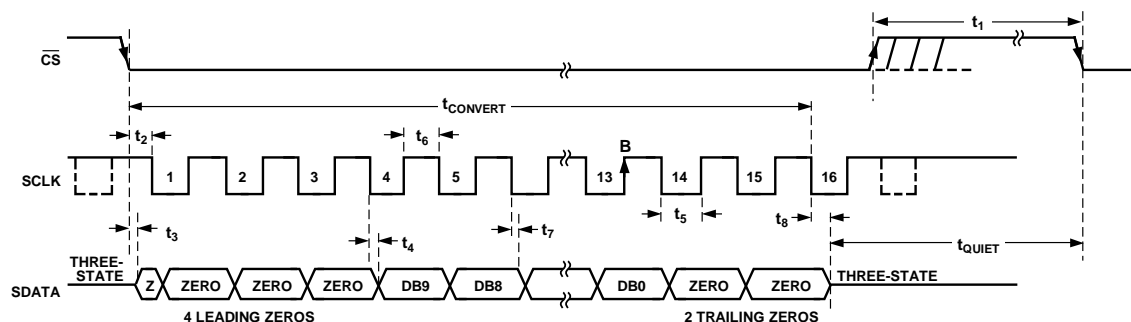 t1
CS
tCONVERT
t2
t6
B
SCLK
1 2 3 4 5 13 14 15 16
t3
t4
t7
t5
t8
tQUIET
THREE-STATE
THREE-STATE
SDATA
Z ZERO ZERO ZERO DB9 DB8 DB0 ZERO ZERO
4 LEADING ZEROS
2 TRAILING ZEROS